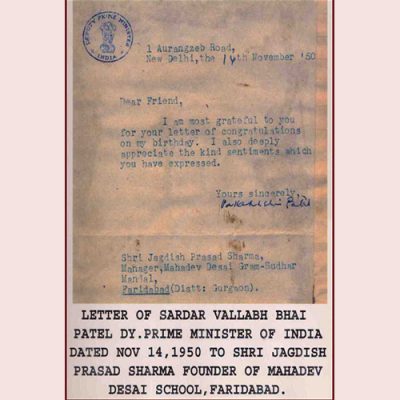 DEPUTY PRIME MINISTER
INDIA
1 Aurangzeb Road,
New Delhi, the 14th November '50
Dear Friend,
I am most grateful to you
for your letter of congratulations
on my birthday. I also deeply
appreciate the kind sentiments which
you have expressed.
Yours sincerely,
Vallabhbhai Patel
Shri Jagdish Prasad Sharma,
Manager, Mahadev Desai Gram-Sudhar
Mandal,
Faridabad (Distt: Gurgaon).
LETTER OF SARDAR VALLABH BHAI
PATEL DY.PRIME MINISTER OF INDIA
DATED NOV 14,1950 TO SHRI JAGDISH
PRASAD SHARMA FOUNDER OF MAHADEV
DESAI SCHOOL,FARIDABAD.